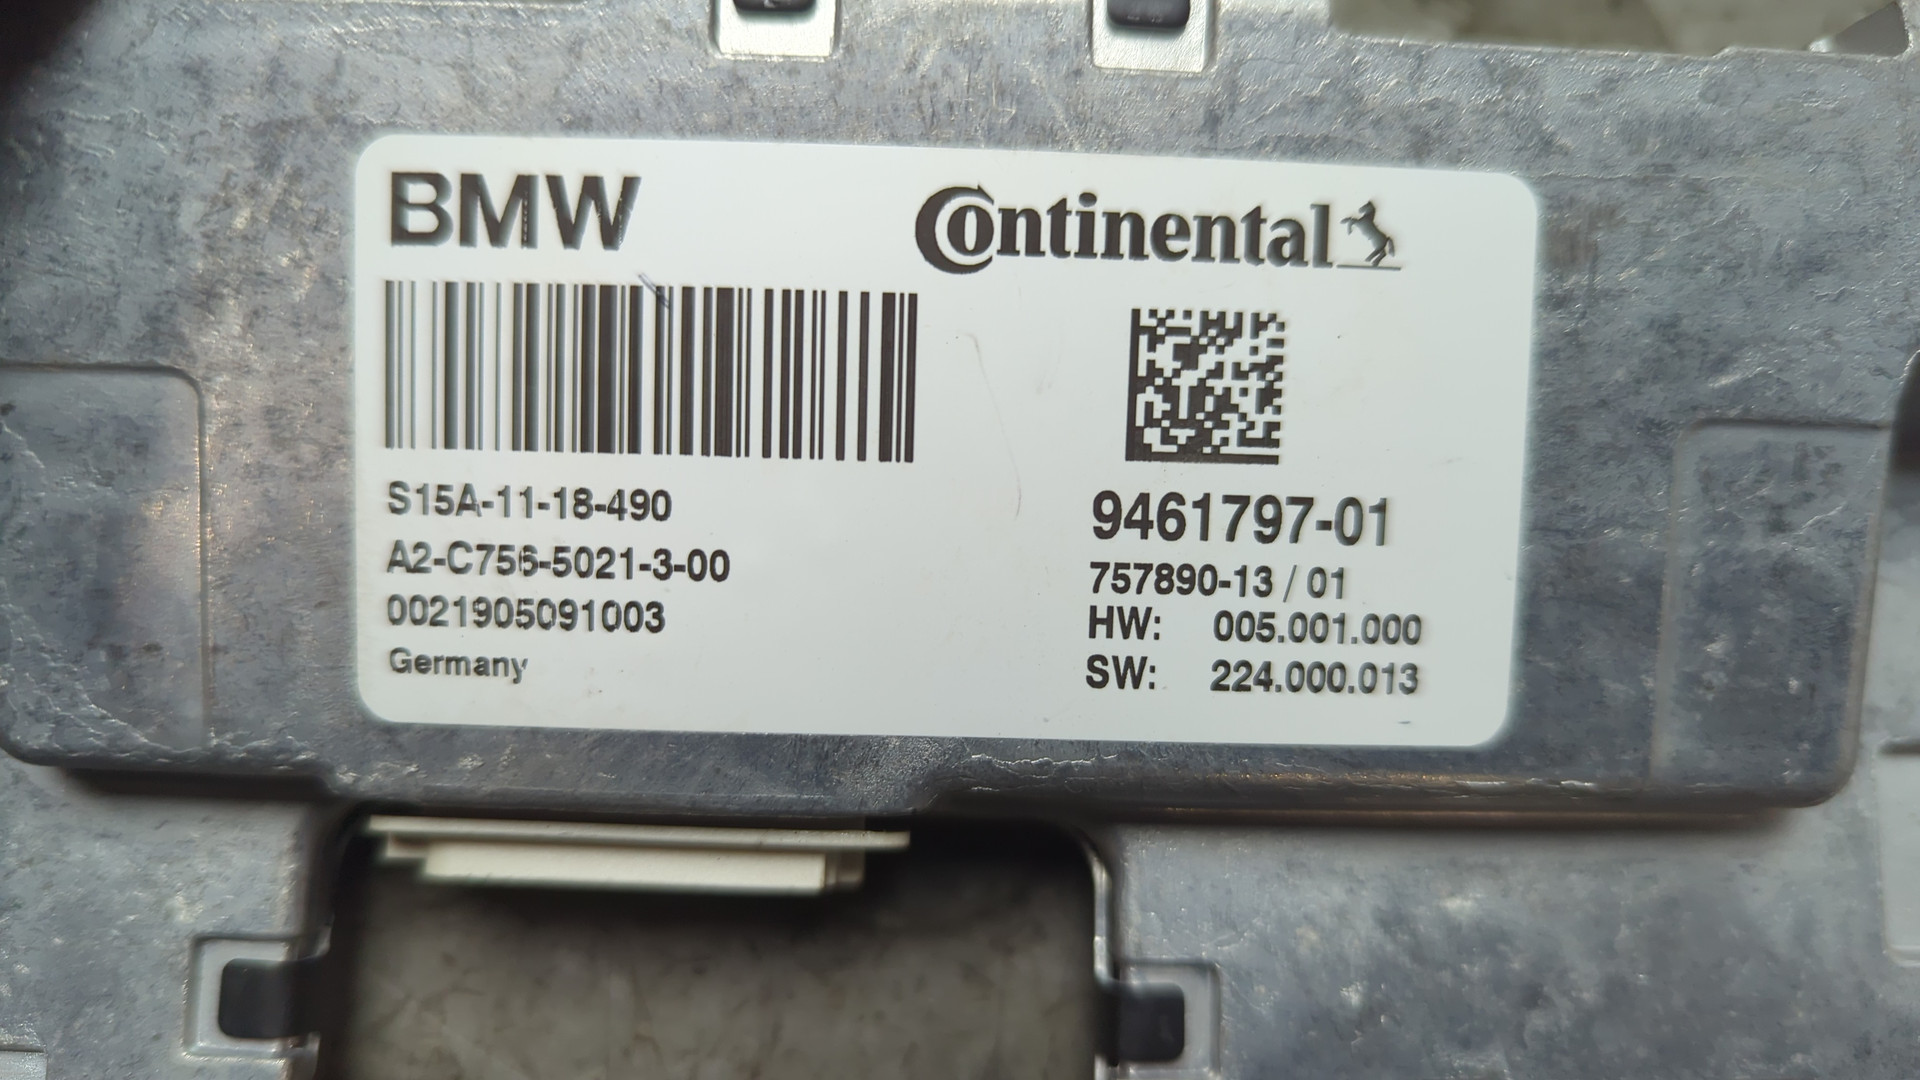 BMW
Continental
S15A-11-18-490
A2-C756-5021-3-00
0021905091003
Germany
9461797-01
757890-13 / 01
HW: 005.001.000
SW: 224.000.013